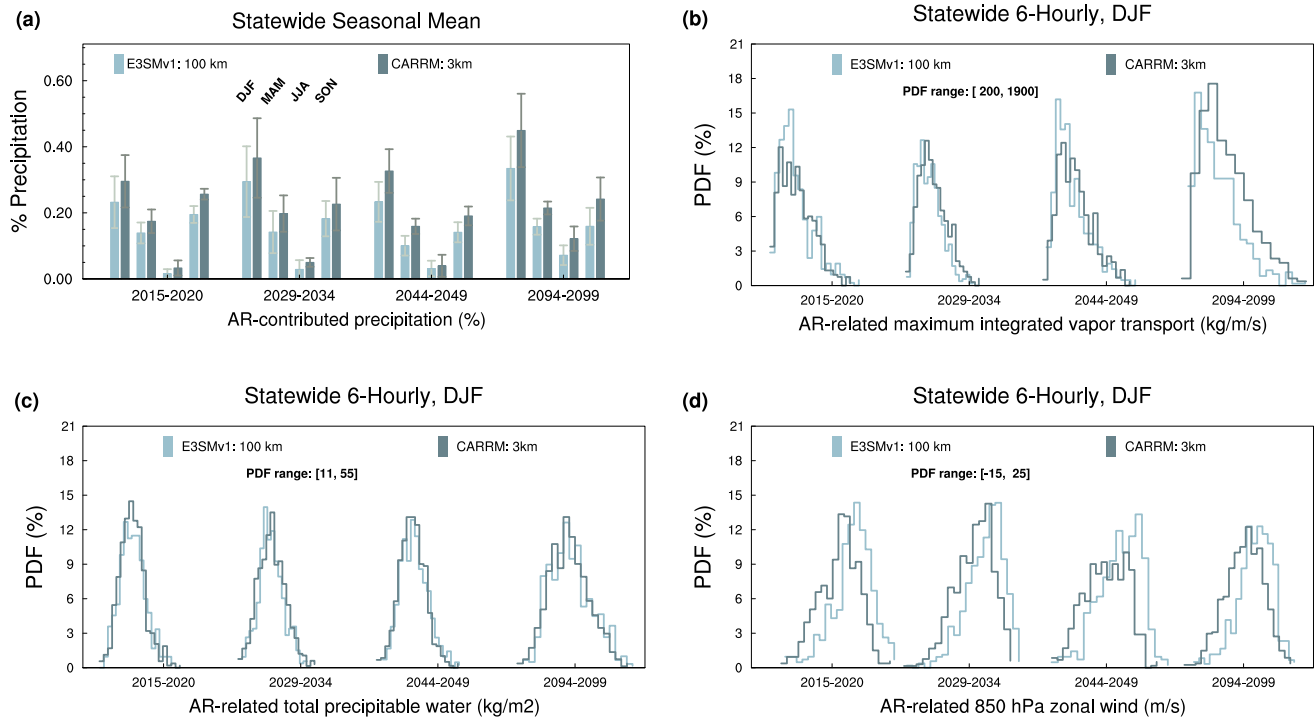 (a)
Statewide Seasonal Mean
E3SMv1: 100 km
CARRM: 3km
DJF
MAM
JJA
SON
% Precipitation
0.60
0.40
0.20
0.00
2015-2020
2029-2034
2044-2049
2094-2099
AR-contributed precipitation (%)
(b)
Statewide 6-Hourly, DJF
E3SMv1: 100 km
CARRM: 3km
PDF range: [ 200, 1900]
PDF (%)
21
18
15
12
9
6
3
0
2015-2020
2029-2034
2044-2049
2094-2099
AR-related maximum integrated vapor transport (kg/m/s)
(c)
Statewide 6-Hourly, DJF
E3SMv1: 100 km
CARRM: 3km
PDF range: [11, 55]
PDF (%)
21
18
15
12
9
6
3
0
2015-2020
2029-2034
2044-2049
2094-2099
AR-related total precipitable water (kg/m2)
(d)
Statewide 6-Hourly, DJF
E3SMv1: 100 km
CARRM: 3km
PDF range: [-15, 25]
PDF (%)
21
18
15
12
9
6
3
0
2015-2020
2029-2034
2044-2049
2094-2099
AR-related 850 hPa zonal wind (m/s)